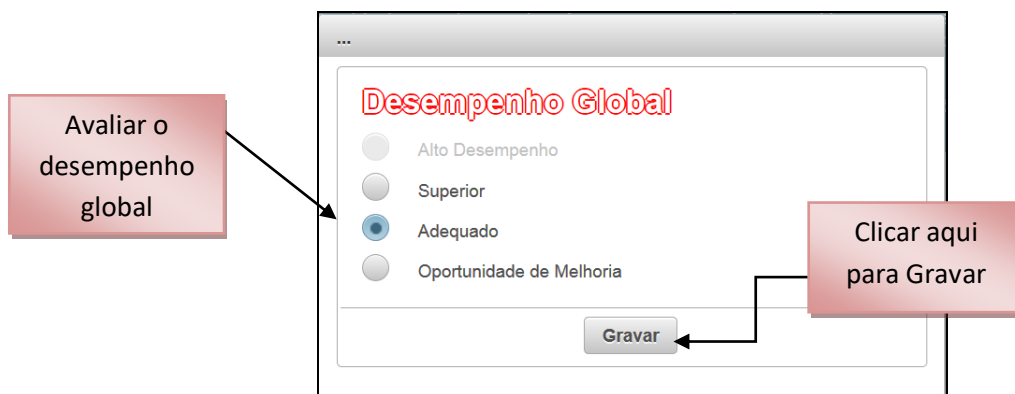 ...
Desempenho Global
Alto Desempenho
Superior
Adequado
Oportunidade de Melhoria
Gravar
Avaliar o
desempenho
global
Clicar aqui
para Gravar